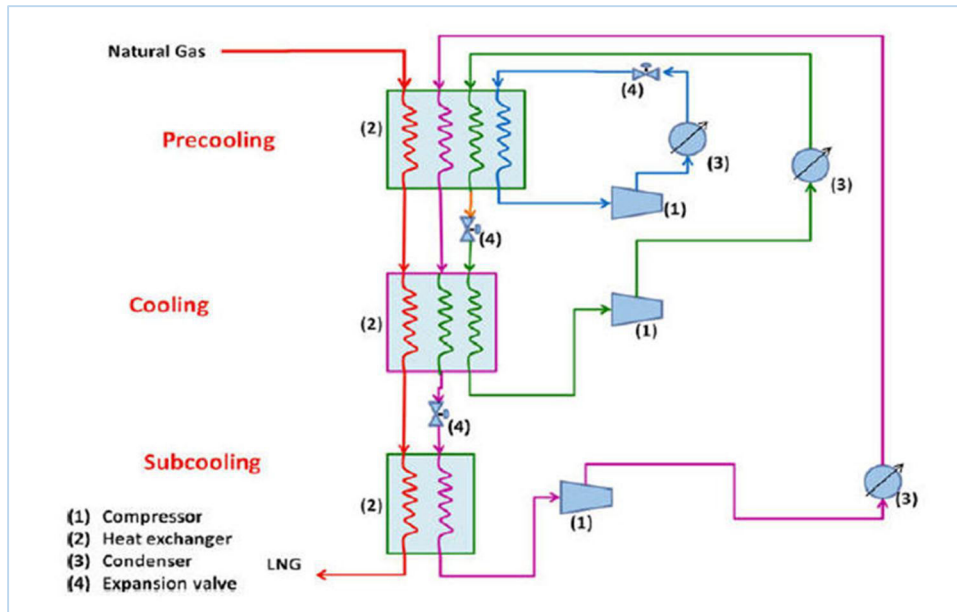 Natural Gas
(4)
(2)
Precooling
(3)
(3)
(1)
(4)
Cooling
(2)
(1)
(4)
Subcooling
(2)
(3)
(1)
(1) Compressor
(2) Heat exchanger
(3) Condenser
(4) Expansion valve
LNG